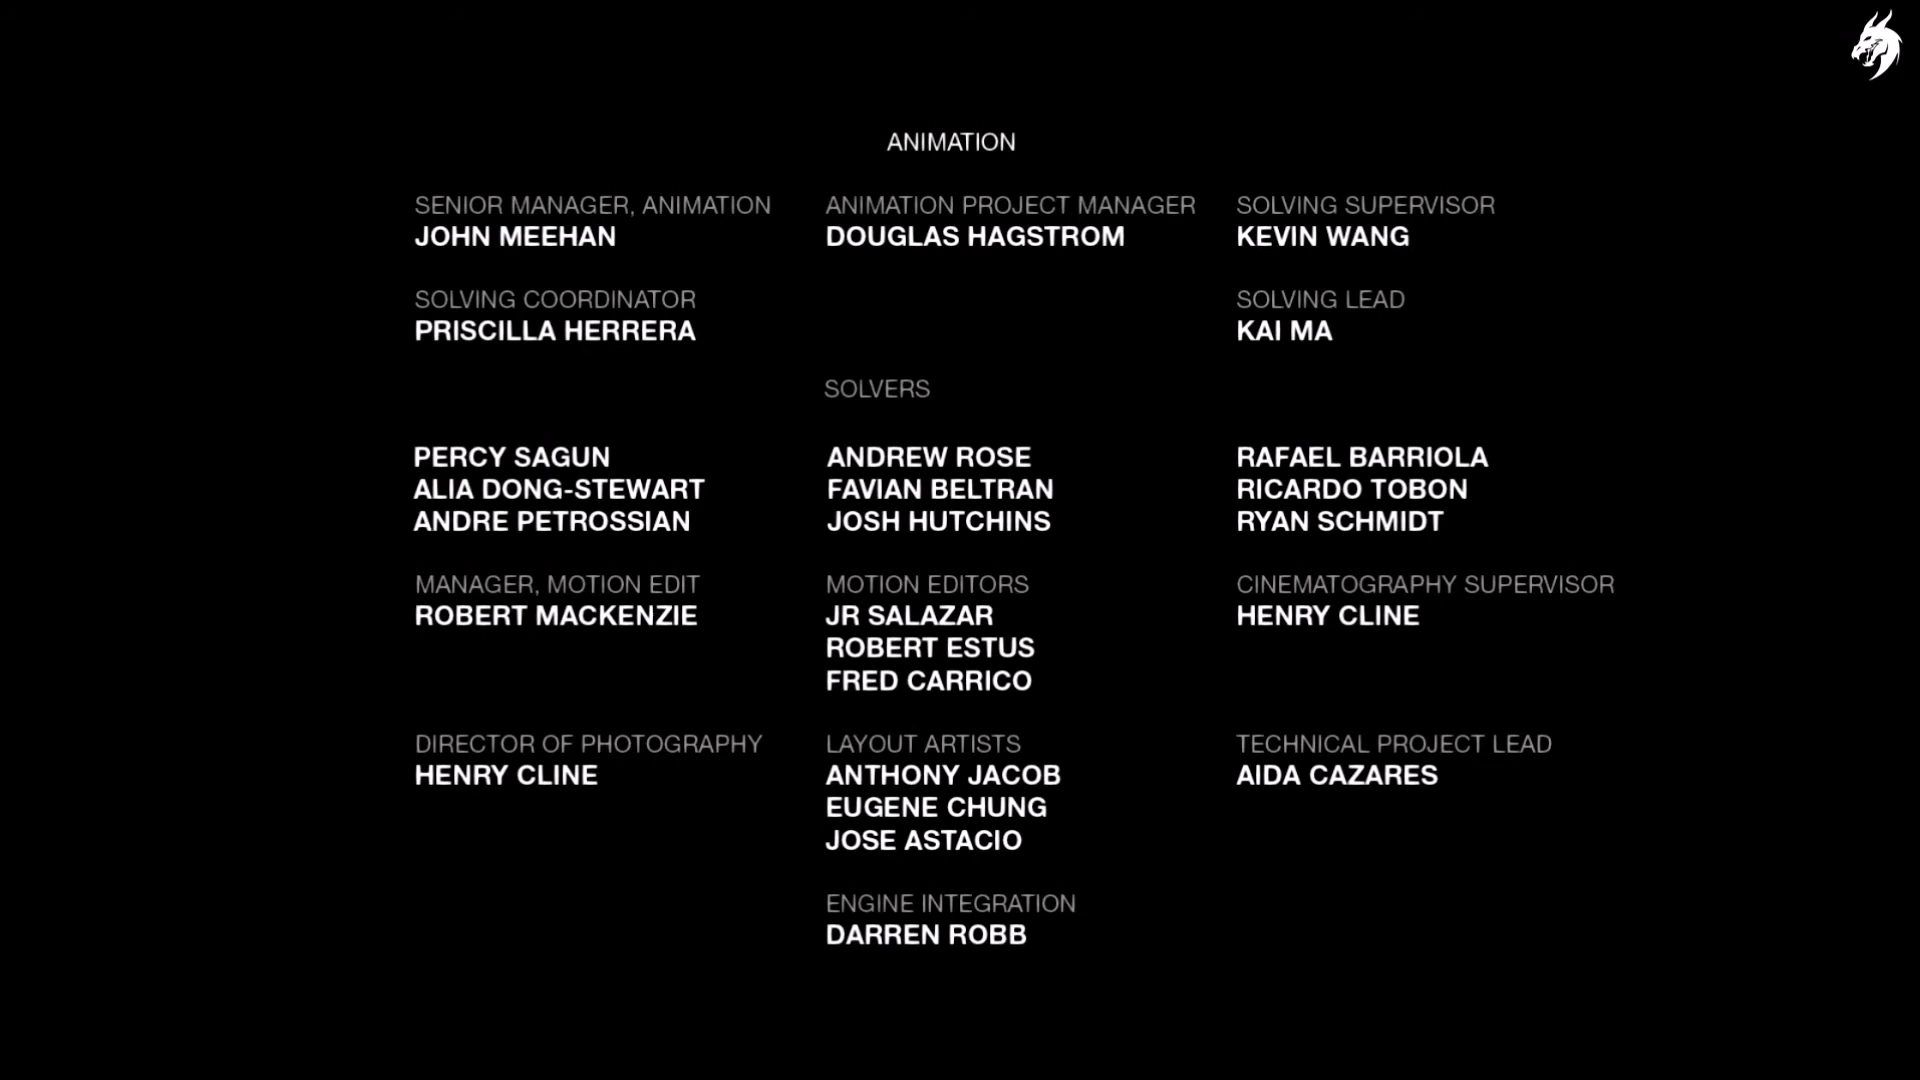 ANIMATION
SENIOR MANAGER, ANIMATION
JOHN MEEHAN
ANIMATION PROJECT MANAGER
DOUGLAS HAGSTROM
SOLVING SUPERVISOR
KEVIN WANG
SOLVING COORDINATOR
PRISCILLA HERRERA
SOLVING LEAD
KAI MA
SOLVERS
PERCY SAGUN
ALIA DONG-STEWART
ANDRE PETROSSIAN
ANDREW ROSE
FAVIAN BELTRAN
JOSH HUTCHINS
RAFAEL BARRIOLA
RICARDO TOBON
RYAN SCHMIDT
MANAGER, MOTION EDIT
ROBERT MACKENZIE
MOTION EDITORS
JR SALAZAR
ROBERT ESTUS
FRED CARRICO
CINEMATOGRAPHY SUPERVISOR
HENRY CLINE
DIRECTOR OF PHOTOGRAPHY
HENRY CLINE
LAYOUT ARTISTS
ANTHONY JACOB
EUGENE CHUNG
JOSE ASTACIO
TECHNICAL PROJECT LEAD
AIDA CAZARES
ENGINE INTEGRATION
DARREN ROBB